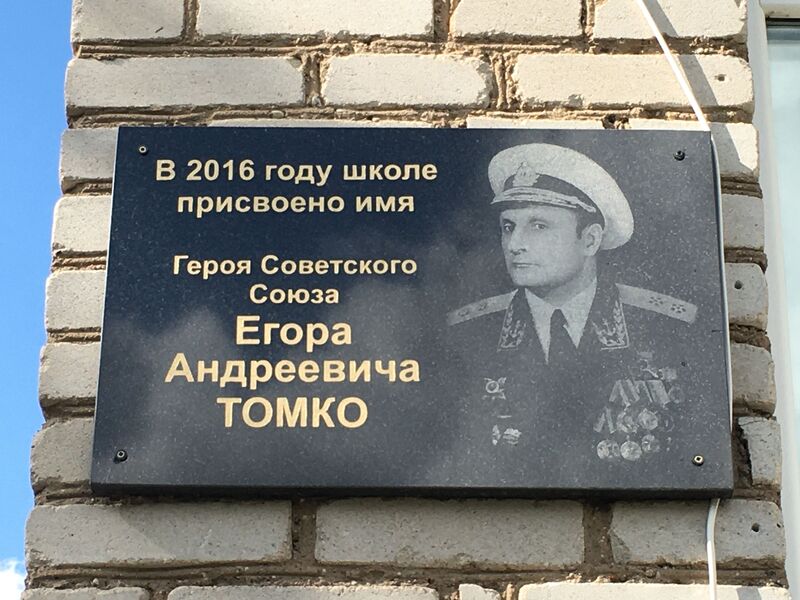 В 2016 году школе
присвоено имя
Героя Советского
Союза
Егора
Андреевича
ТОМКО